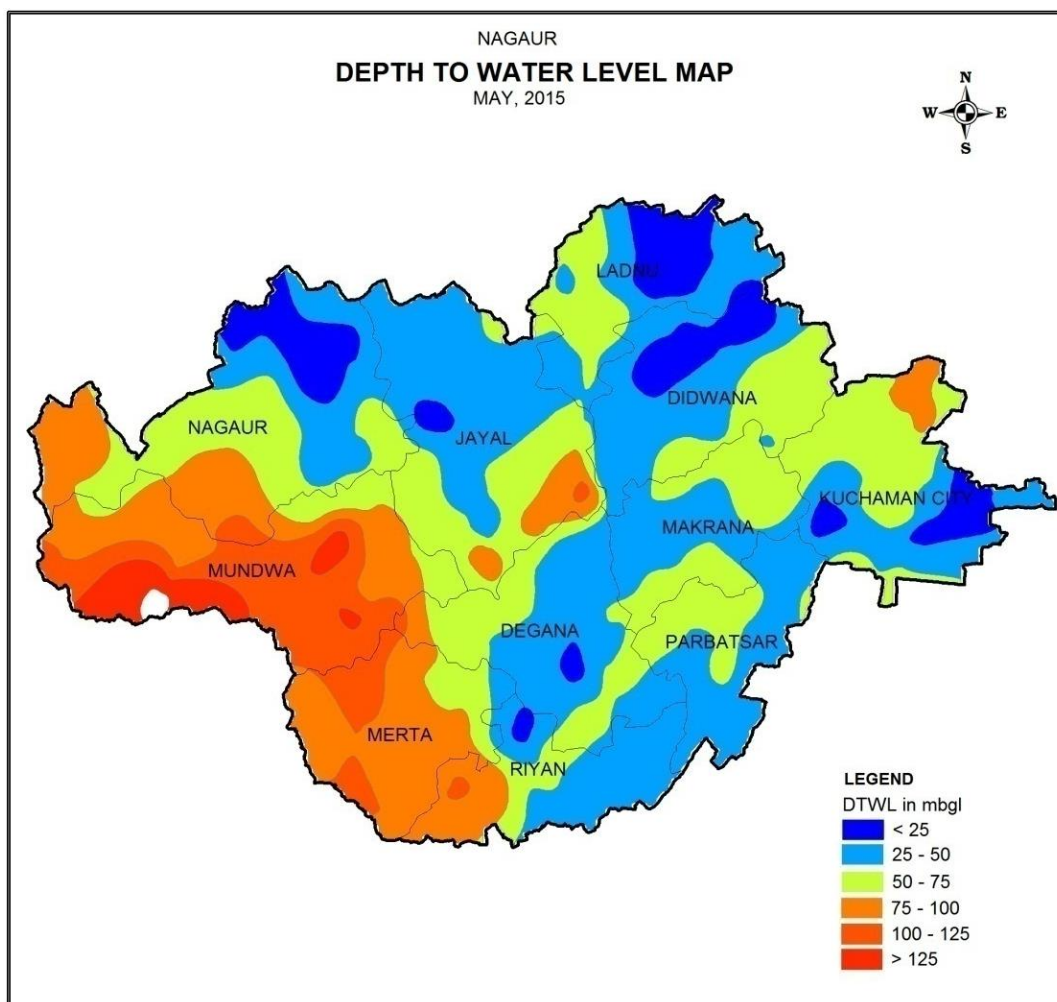 NAGAUR
DEPTH TO WATER LEVEL MAP
MAY, 2015
N
W E
S
LADNU
DIDWANA
NAGAUR
JAYAL
KUCHAMAN CITY
MAKRANA
MUNDWA
DEGANA
PARBATSAR
MERTA
RIYAN
LEGEND
DTWL in mbgl
< 25
25 - 50
50 - 75
75 - 100
100 - 125
> 125